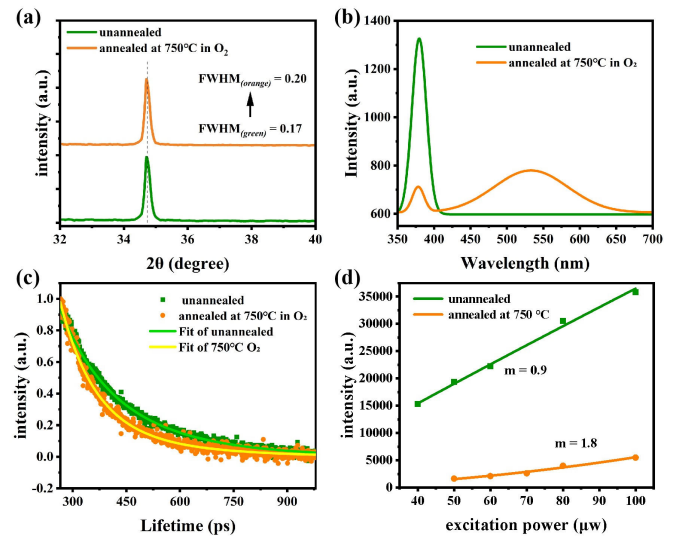 (a)
unannealed
annealed at 750℃ in O₂
FWHM(orange) = 0.20
FWHM(green) = 0.17
intensity (a.u.)
32 34 36 38 40
2θ (degree)
(b)
unannealed
annealed at 750℃ in O₂
1400
1200
1000
800
600
Intensity (a.u.)
350 400 450 500 550 600 650 700
Wavelength (nm)
(c)
unannealed
annealed at 750℃ in O₂
Fit of unannealed
Fit of 750℃ O₂
1.0
0.8
0.6
0.4
0.2
0.0
-0.2
intensity (a.u.)
300 450 600 750 900
Lifetime (ps)
(d)
unannealed
annealed at 750 ℃
m = 0.9
m = 1.8
35000
30000
25000
20000
15000
10000
5000
0
intensity (a.u.)
40 50 60 70 80 90 100
excitation power (μw)